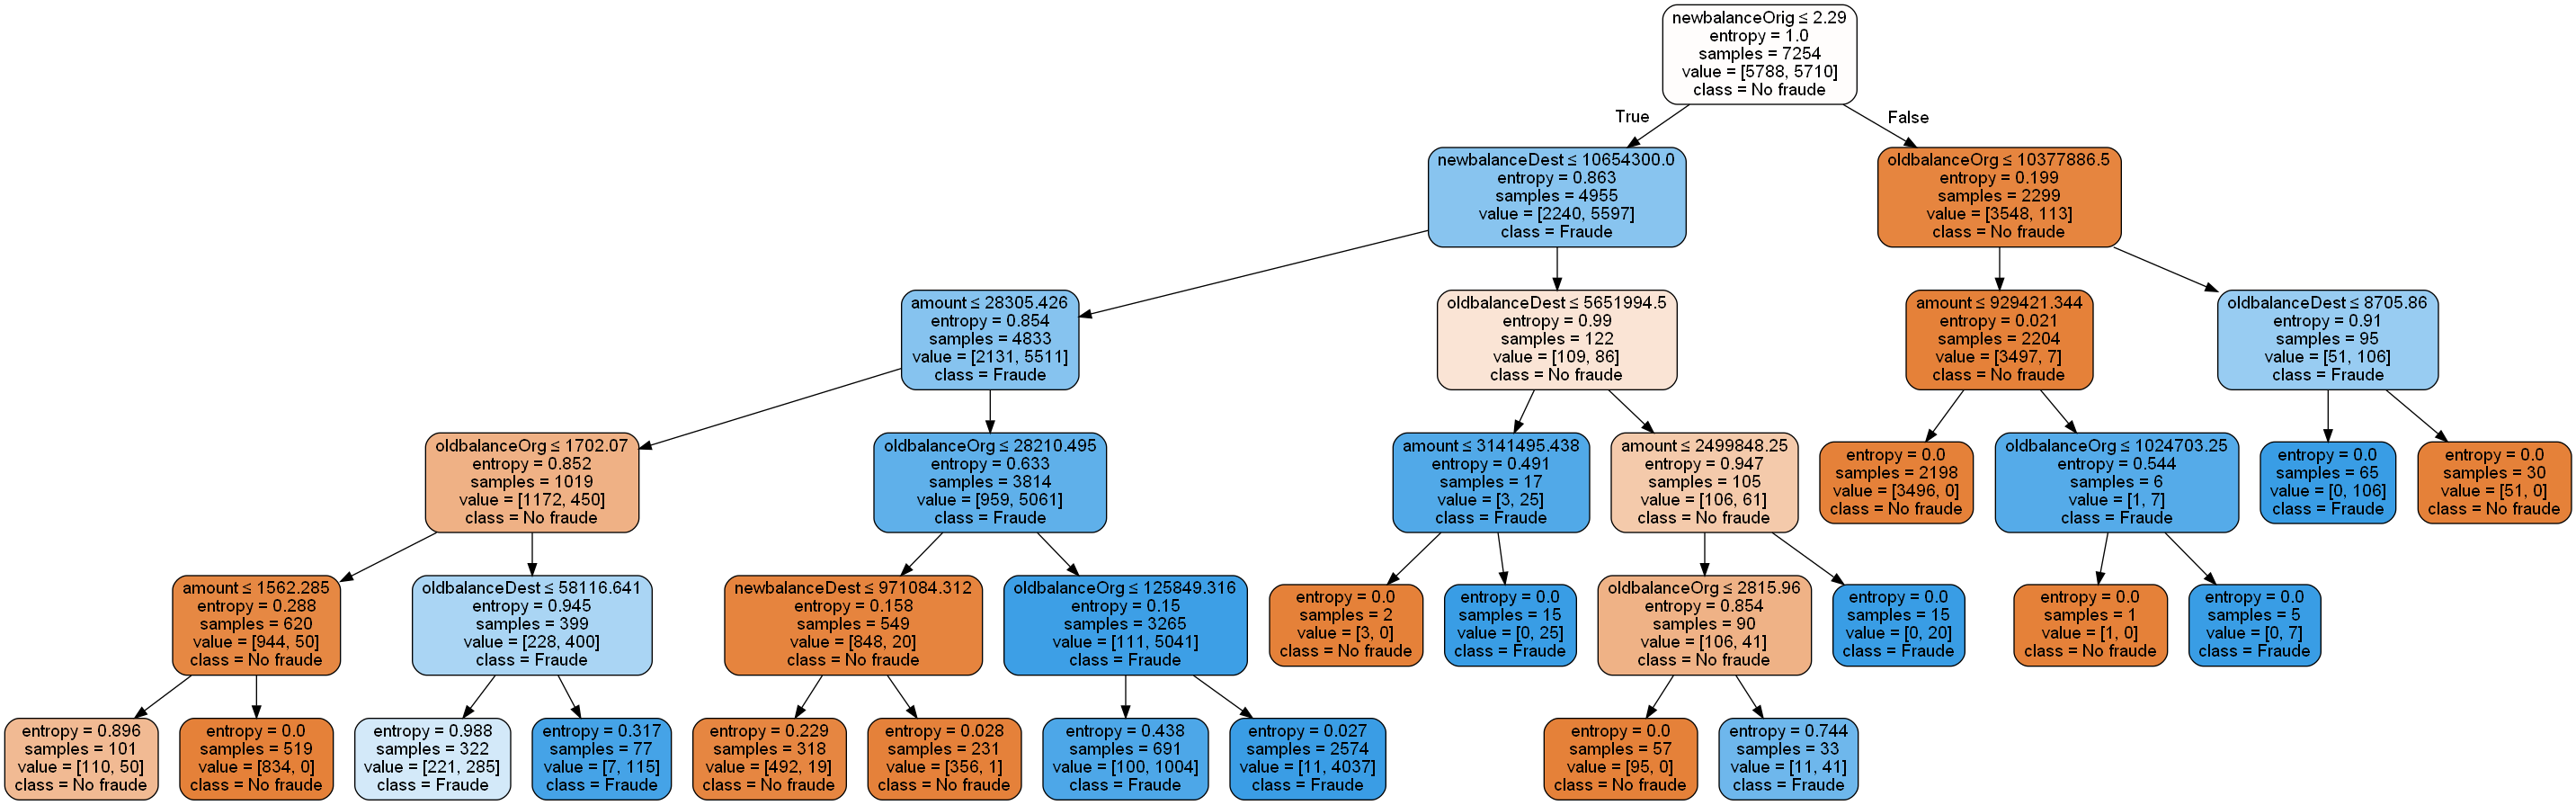 newbalanceOrig ≤ 2.29
entropy = 1.0
samples = 7254
value = [5788, 5710]
class = No fraude
True
False
newbalanceDest ≤ 10654300.0
entropy = 0.863
samples = 4955
value = [2240, 5597]
class = Fraude
oldbalanceOrg ≤ 10377886.5
entropy = 0.199
samples = 2299
value = [3548, 113]
class = No fraude
amount ≤ 28305.426
entropy = 0.854
samples = 4833
value = [2131, 5511]
class = Fraude
oldbalanceDest ≤ 5651994.5
entropy = 0.99
samples = 122
value = [109, 86]
class = No fraude
amount ≤ 929421.344
entropy = 0.021
samples = 2204
value = [3497, 7]
class = No fraude
oldbalanceDest ≤ 8705.86
entropy = 0.91
samples = 95
value = [51, 106]
class = Fraude
oldbalanceOrg ≤ 1702.07
entropy = 0.852
samples = 1019
value = [1172, 450]
class = No fraude
oldbalanceOrg ≤ 28210.495
entropy = 0.633
samples = 3814
value = [959, 5061]
class = Fraude
amount ≤ 3141495.438
entropy = 0.491
samples = 17
value = [3, 25]
class = Fraude
amount ≤ 2499848.25
entropy = 0.947
samples = 105
value = [106, 61]
class = No fraude
entropy = 0.0
samples = 2198
value = [3496, 0]
class = No fraude
oldbalanceOrg ≤ 1024703.25
entropy = 0.544
samples = 6
value = [1, 7]
class = Fraude
entropy = 0.0
samples = 65
value = [0, 106]
class = Fraude
entropy = 0.0
samples = 30
value = [51, 0]
class = No fraude
amount ≤ 1562.285
entropy = 0.288
samples = 620
value = [944, 50]
class = No fraude
oldbalanceDest ≤ 58116.641
entropy = 0.945
samples = 399
value = [228, 400]
class = Fraude
newbalanceDest ≤ 971084.312
entropy = 0.158
samples = 549
value = [848, 20]
class = No fraude
oldbalanceOrg ≤ 125849.316
entropy = 0.15
samples = 3265
value = [111, 5041]
class = Fraude
entropy = 0.0
samples = 2
value = [3, 0]
class = No fraude
entropy = 0.0
samples = 15
value = [0, 25]
class = Fraude
oldbalanceOrg ≤ 2815.96
entropy = 0.854
samples = 90
value = [106, 41]
class = No fraude
entropy = 0.0
samples = 15
value = [0, 20]
class = Fraude
entropy = 0.0
samples = 1
value = [1, 0]
class = No fraude
entropy = 0.0
samples = 5
value = [0, 7]
class = Fraude
entropy = 0.896
samples = 101
value = [110, 50]
class = No fraude
entropy = 0.0
samples = 519
value = [834, 0]
class = No fraude
entropy = 0.988
samples = 322
value = [221, 285]
class = Fraude
entropy = 0.317
samples = 77
value = [7, 115]
class = Fraude
entropy = 0.229
samples = 318
value = [492, 19]
class = No fraude
entropy = 0.028
samples = 231
value = [356, 1]
class = No fraude
entropy = 0.438
samples = 691
value = [100, 1004]
class = Fraude
entropy = 0.027
samples = 2574
value = [11, 4037]
class = Fraude
entropy = 0.0
samples = 57
value = [95, 0]
class = No fraude
entropy = 0.744
samples = 33
value = [11, 41]
class = Fraude